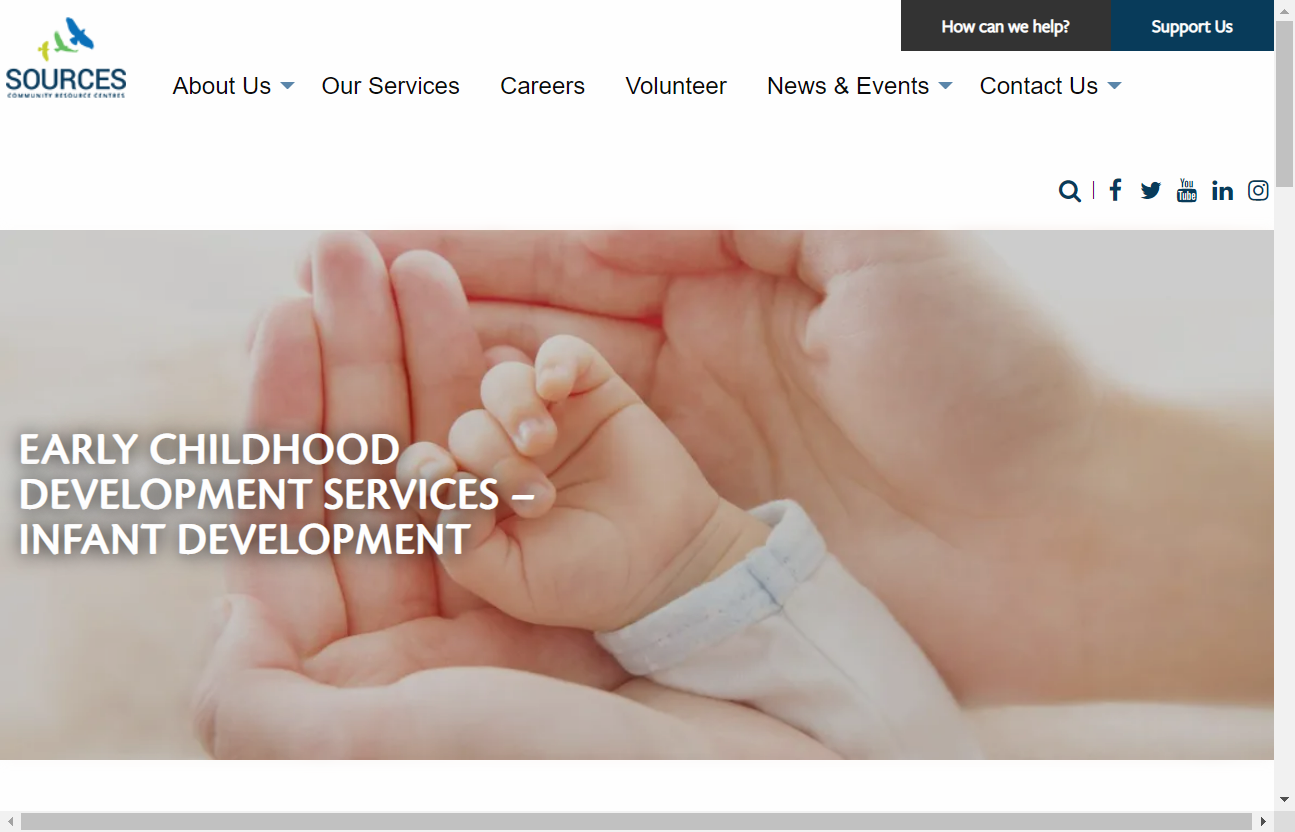 How can we help?
Support Us
SOURCES
COMMUNITY RESOURCE CENTRES
About Us
Our Services
Careers
Volunteer
News & Events
Contact Us
You
Tube
EARLY CHILDHOOD
DEVELOPMENT SERVICES –
INFANT DEVELOPMENT